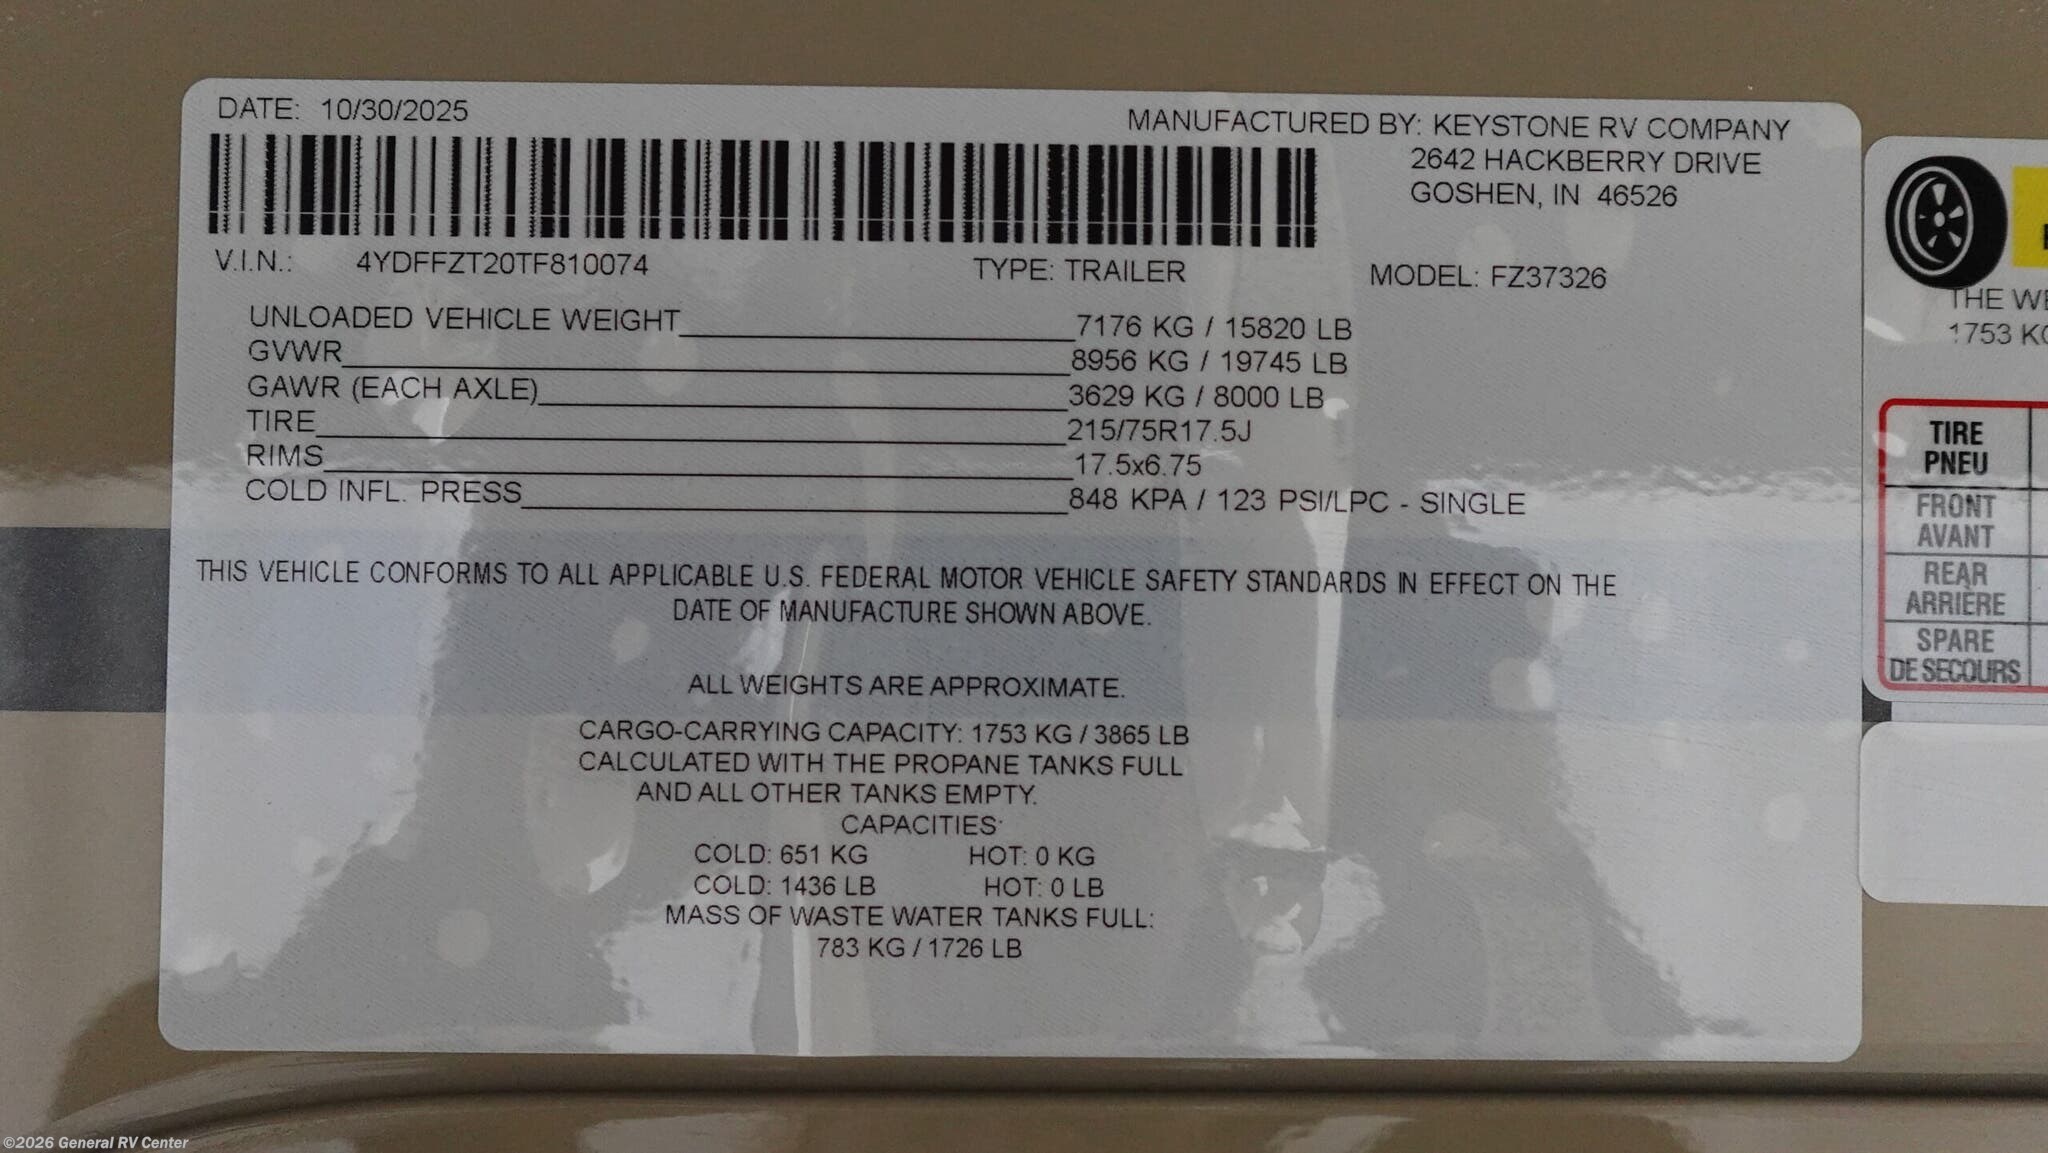 DATE: 10/30/2025
MANUFACTURED BY: KEYSTONE RV COMPANY
2642 HACKBERRY DRIVE
GOSHEN, IN 46526
V.I.N.: 4YDFFZT20TF810074 TYPE: TRAILER MODEL: FZ37326
UNLOADED VEHICLE WEIGHT 7176 KG / 15820 LB
GVWR 8956 KG / 19745 LB
GAWR (EACH AXLE) 3629 KG / 8000 LB
TIRE 215/75R17.5J
RIMS 17.5x6.75
COLD INFL. PRESS 848 KPA / 123 PSI/LPC - SINGLE
THIS VEHICLE CONFORMS TO ALL APPLICABLE U.S. FEDERAL MOTOR VEHICLE SAFETY STANDARDS IN EFFECT ON THE
DATE OF MANUFACTURE SHOWN ABOVE.
ALL WEIGHTS ARE APPROXIMATE.
CARGO-CARRYING CAPACITY: 1753 KG / 3865 LB
CALCULATED WITH THE PROPANE TANKS FULL
AND ALL OTHER TANKS EMPTY.
CAPACITIES:
COLD: 651 KG HOT: 0 KG
COLD: 1436 LB HOT: 0 LB
MASS OF WASTE WATER TANKS FULL:
783 KG / 1726 LB
THE
1753
TIRE
PNEU
FRONT
AVANT
REAR
ARRIÈRE
SPARE
DE SECOURS
©2026 General RV Center